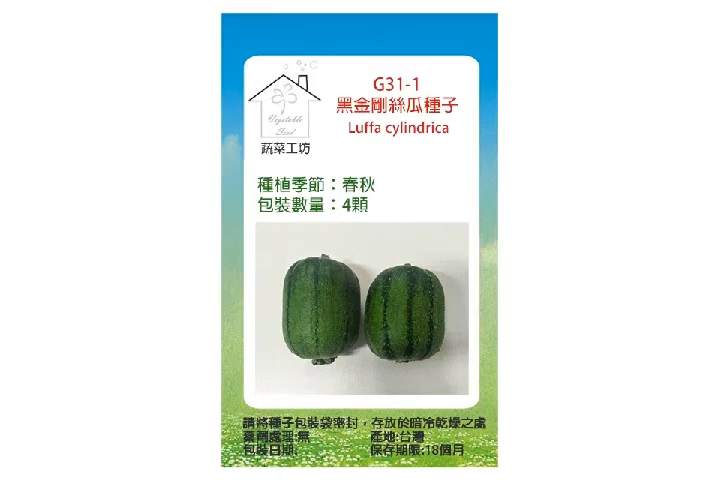 G31-1
黑金剛絲瓜種子
Luffa cylindrica
Vegetable
Seed
蔬菜工坊
種植季節：春秋
包裝數量：4顆
請將種子包裝袋密封，存放於暗冷乾燥之處
藥劑處理:無 產地:台灣
包裝日期: 保存期限:18個月